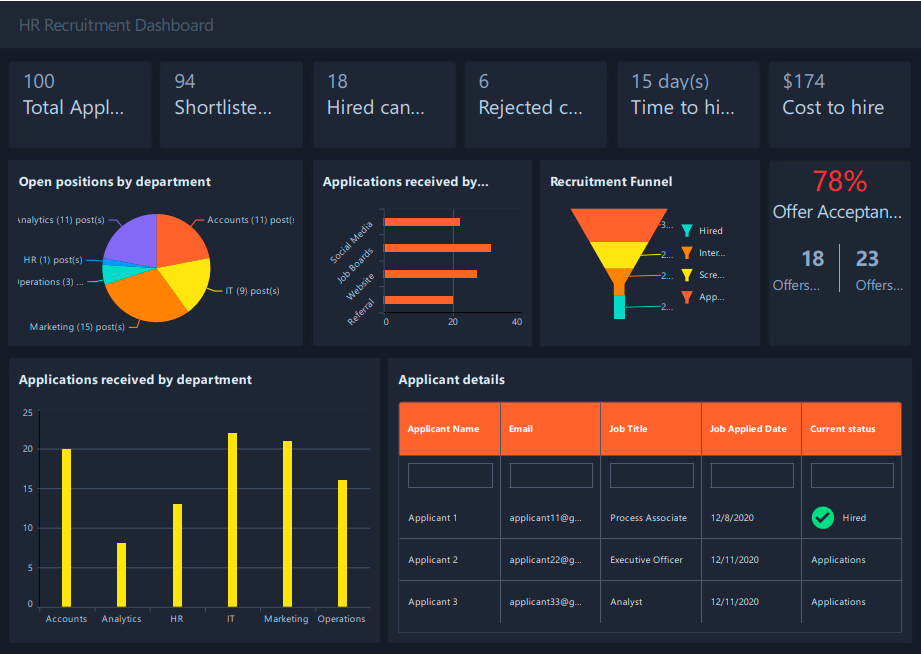 HR Recruitment Dashboard
100
Total Appl...
94
Shortliste...
18
Hired can...
6
Rejected c...
15 day(s)
Time to hi...
$174
Cost to hire
Open positions by department
Analytics (11) post(s)
Accounts (11) post(s
HR (1) post(s)
Operations (3) ...
IT (9) post(s)
Marketing (15) post(s)
Applications received by...
Social Media
Job Boards
Website
Referral
0 20 40
Recruitment Funnel
3...
2...
2...
2...
Hired
Inter...
Scre...
App...
78%
Offer Acceptan...
18
Offers...
23
Offers...
Applications received by department
25
20
15
10
5
0
Accounts Analytics HR IT Marketing Operations
Applicant details
Applicant Name Email Job Title Job Applied Date Current status
Applicant 1 applicant11@g... Process Associate 12/8/2020 Hired
Applicant 2 applicant22@g... Executive Officer 12/11/2020 Applications
Applicant 3 applicant33@g... Analyst 12/11/2020 Applications